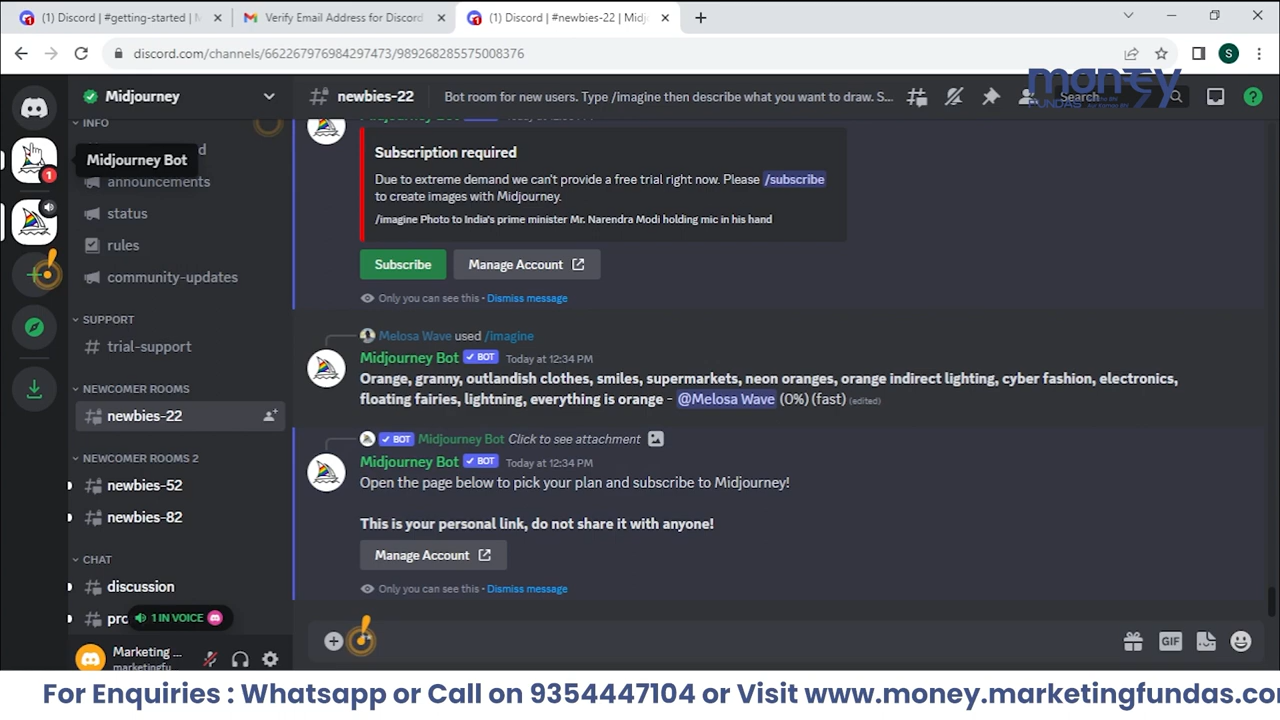 (1) Discord | #getting-started | M
Verify Email Address for Discord
(1) Discord | #newbies-22 | Midj
discord.com/channels/662267976984297473/989268285575008376
S
money
FUNDAS
Midjourney
newbies-22
Bot room for new users. Type /imagine then describe what you want to draw. S...
Search
INFO
Midjourney Bot
1
announcements
status
rules
community-updates
SUPPORT
trial-support
NEWCOMER ROOMS
newbies-22
NEWCOMER ROOMS 2
newbies-52
newbies-82
CHAT
discussion
1 IN VOICE
Marketing ...
marketingfu
Subscription required
Due to extreme demand we can't provide a free trial right now. Please /subscribe
to create images with Midjourney.
/imagine Photo to India's prime minister Mr. Narendra Modi holding mic in his hand
Subscribe
Manage Account
Only you can see this · Dismiss message
Melosa Wave used /imagine
Midjourney Bot ✓ BOT Today at 12:34 PM
Orange, granny, outlandish clothes, smiles, supermarkets, neon oranges, orange indirect lighting, cyber fashion, electronics,
floating fairies, lightning, everything is orange - @Melosa Wave (0%) (fast) (edited)
✓ BOT Midjourney Bot Click to see attachment
Midjourney Bot ✓ BOT Today at 12:34 PM
Open the page below to pick your plan and subscribe to Midjourney!
This is your personal link, do not share it with anyone!
Manage Account
Only you can see this · Dismiss message
GIF
For Enquiries : Whatsapp or Call on 9354447104 or Visit www.money.marketingfundas.co